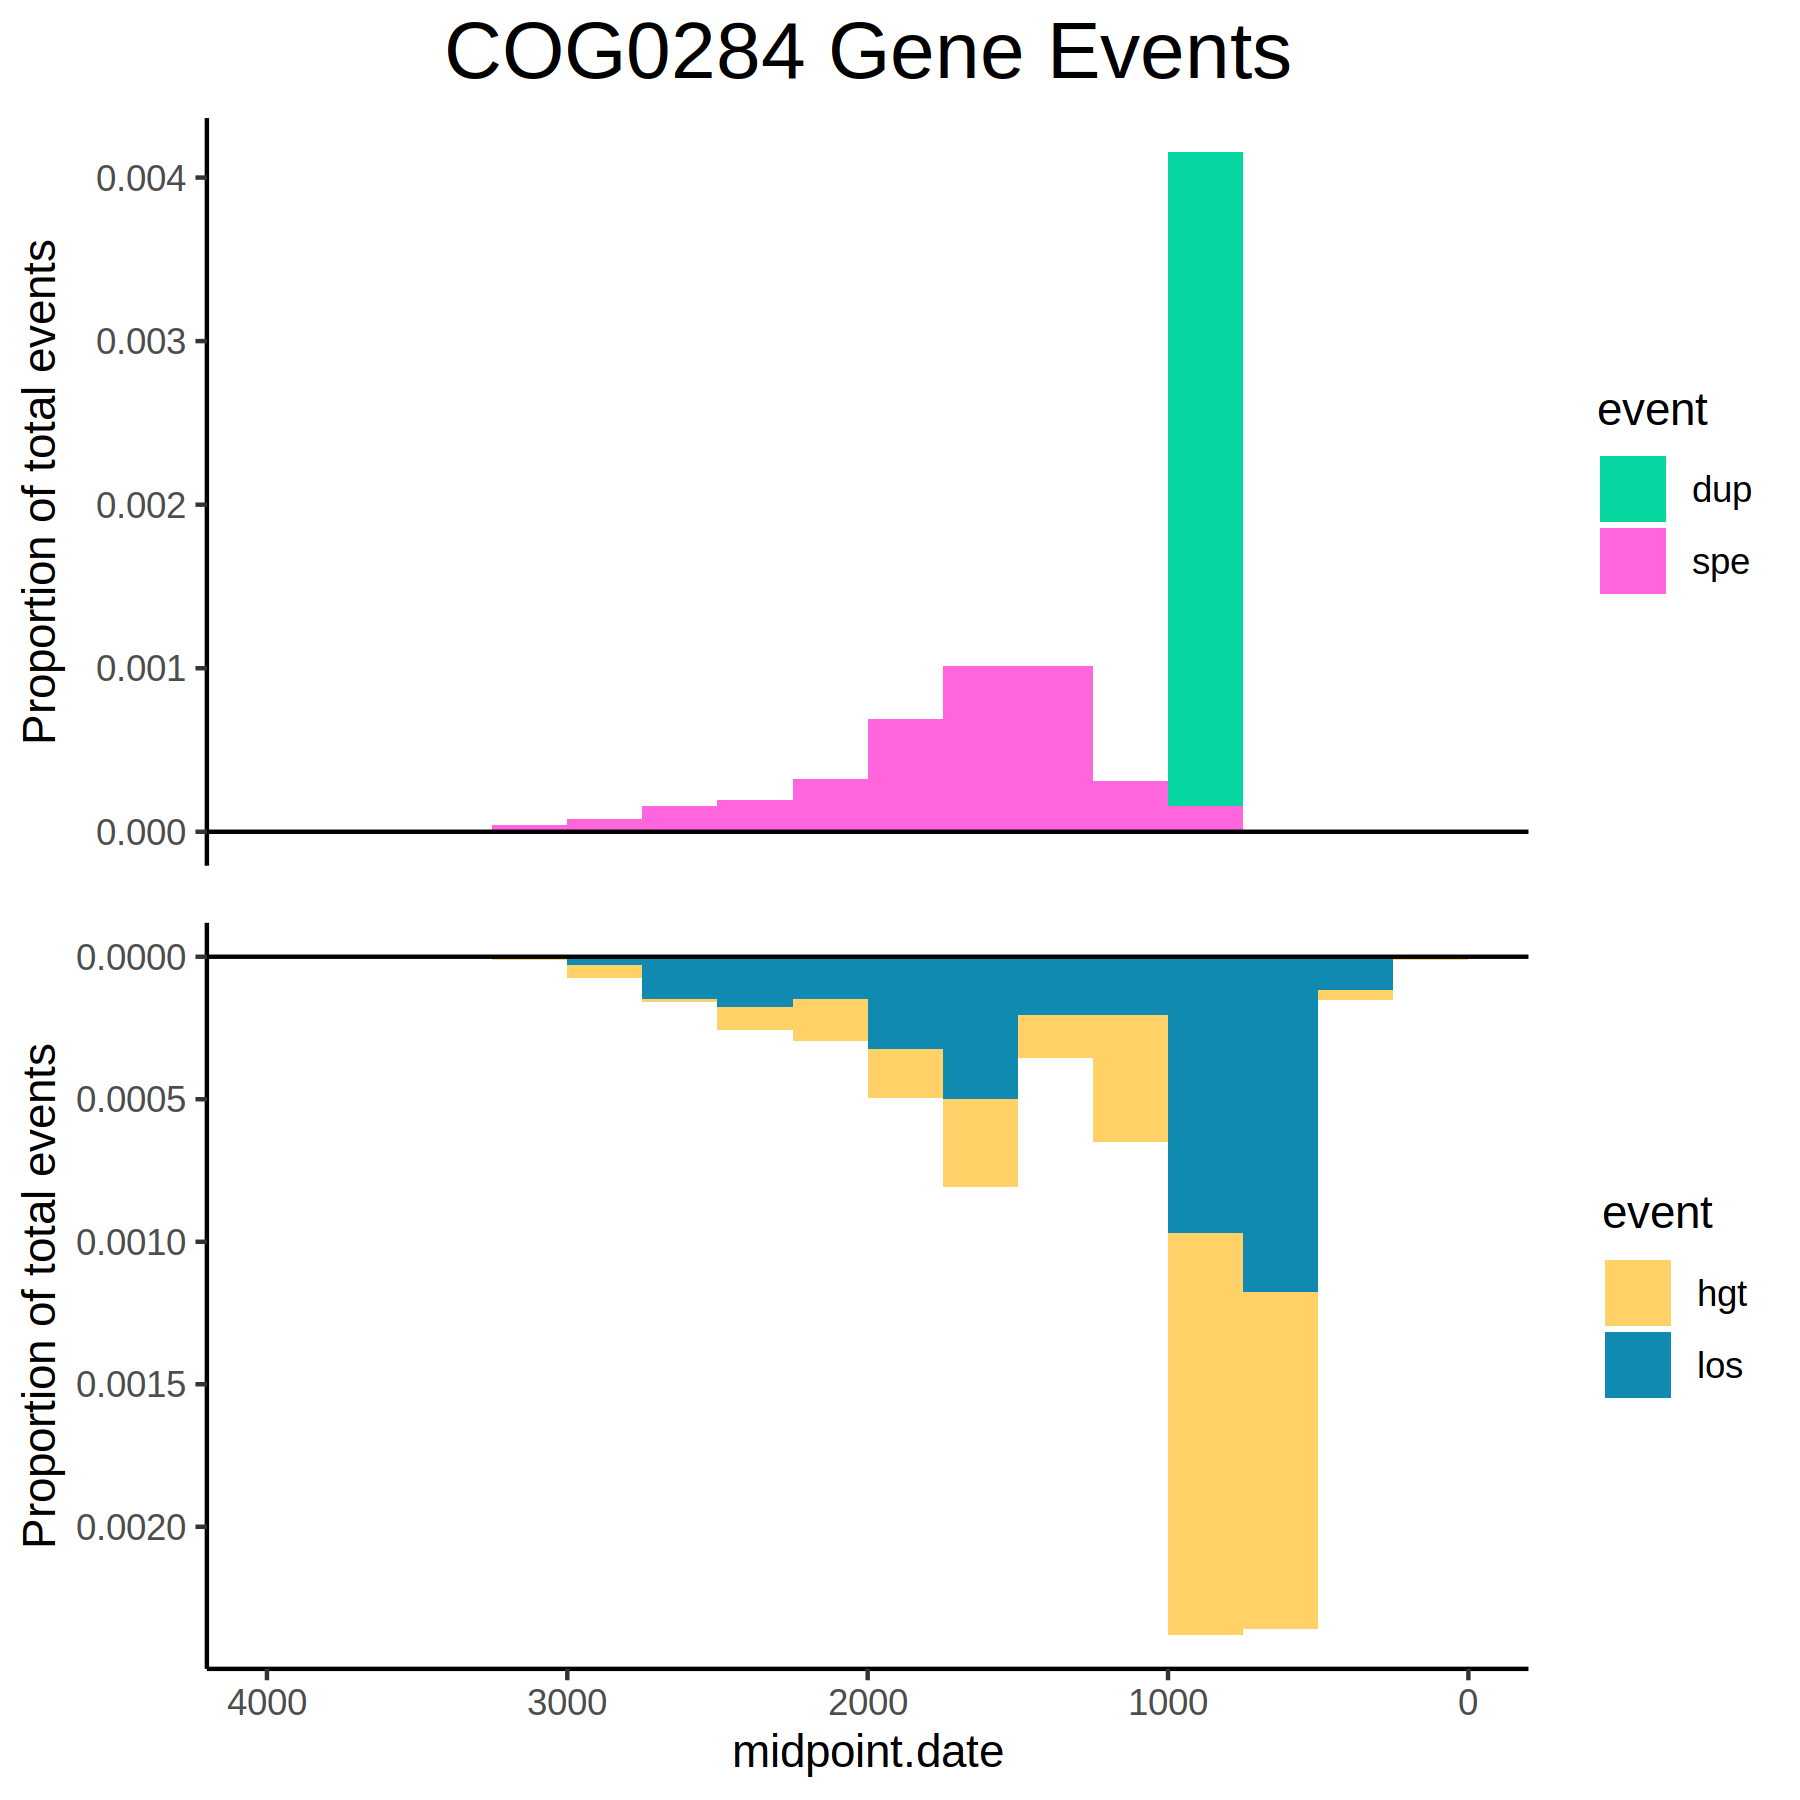 COG0284 Gene Events
Proportion of total events
0.004
0.003
0.002
0.001
0.000
event
dup
spe
Proportion of total events
0.0000
0.0005
0.0010
0.0015
0.0020
event
hgt
los
4000 3000 2000 1000 0
midpoint.date